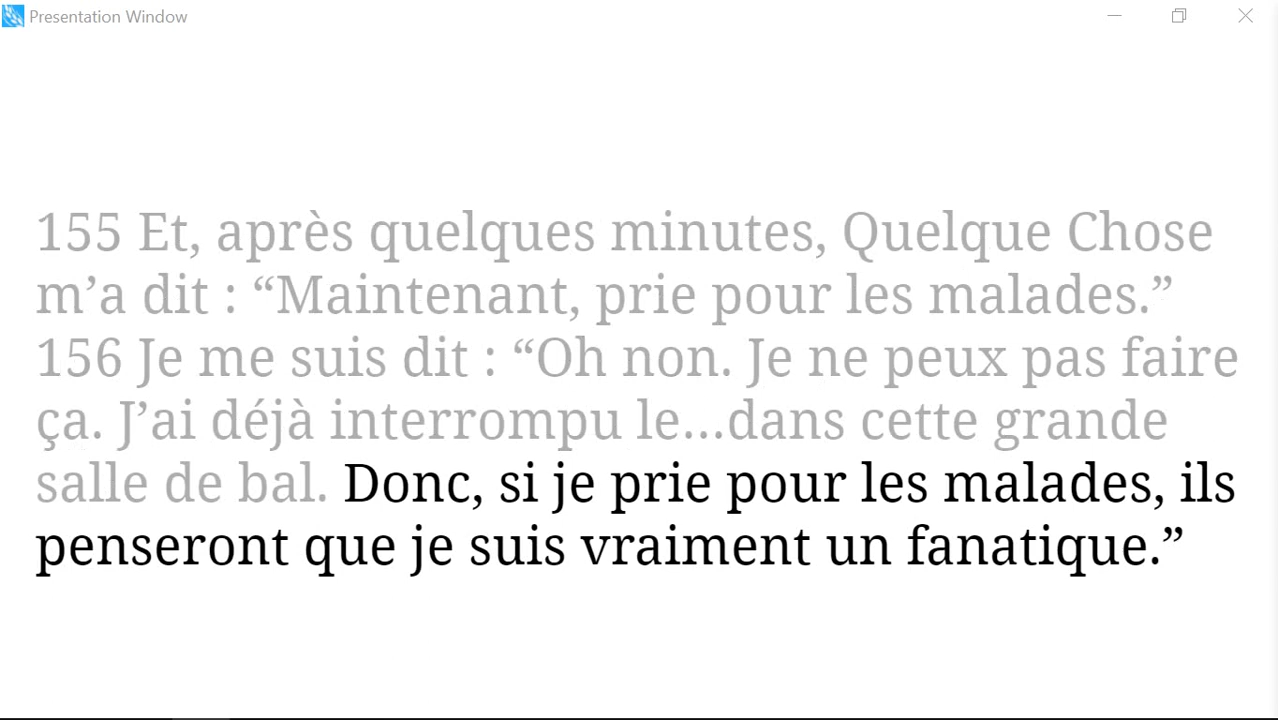 Presentation Window
155 Et, après quelques minutes, Quelque Chose
m’a dit : “Maintenant, prie pour les malades.”
156 Je me suis dit : “Oh non. Je ne peux pas faire
ça. J’ai déjà interrompu le...dans cette grande
salle de bal. Donc, si je prie pour les malades, ils
penseront que je suis vraiment un fanatique.”